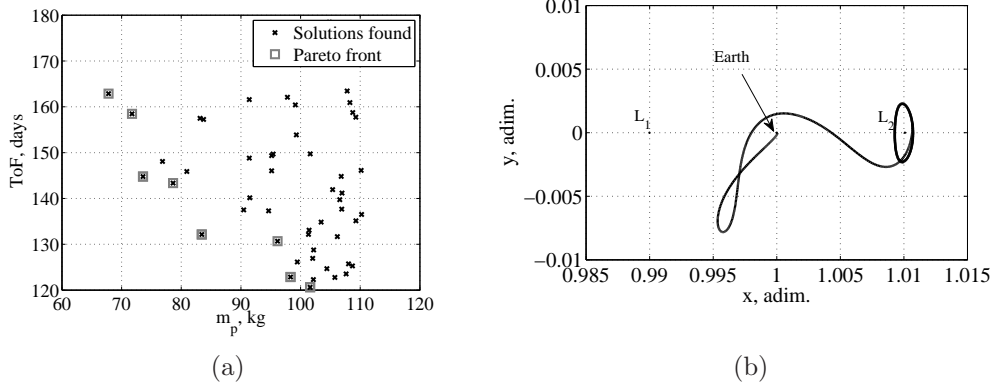 180
170
160
150
140
130
120
60 70 80 90 100 110 120
ToF, days
m_p, kg
Solutions found
Pareto front
(a)
0.01
0.005
0
−0.005
−0.01
0.985 0.99 0.995 1 1.005 1.01 1.015
y, adim.
x, adim.
Earth
L_1
L_2
(b)